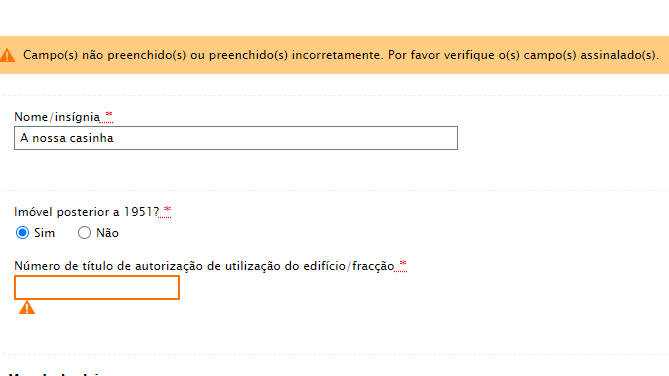 Campo(s) não preenchido(s) ou preenchido(s) incorretamente. Por favor verifique o(s) campo(s) assinalado(s).
Nome/insígnia *
A nossa casinha
Imóvel posterior a 1951? *
Sim Não
Número de título de autorização de utilização do edifício/fracção *